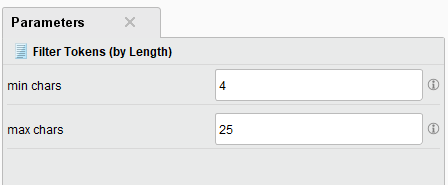 Parameters
Filter Tokens (by Length)
min chars 4
max chars 25